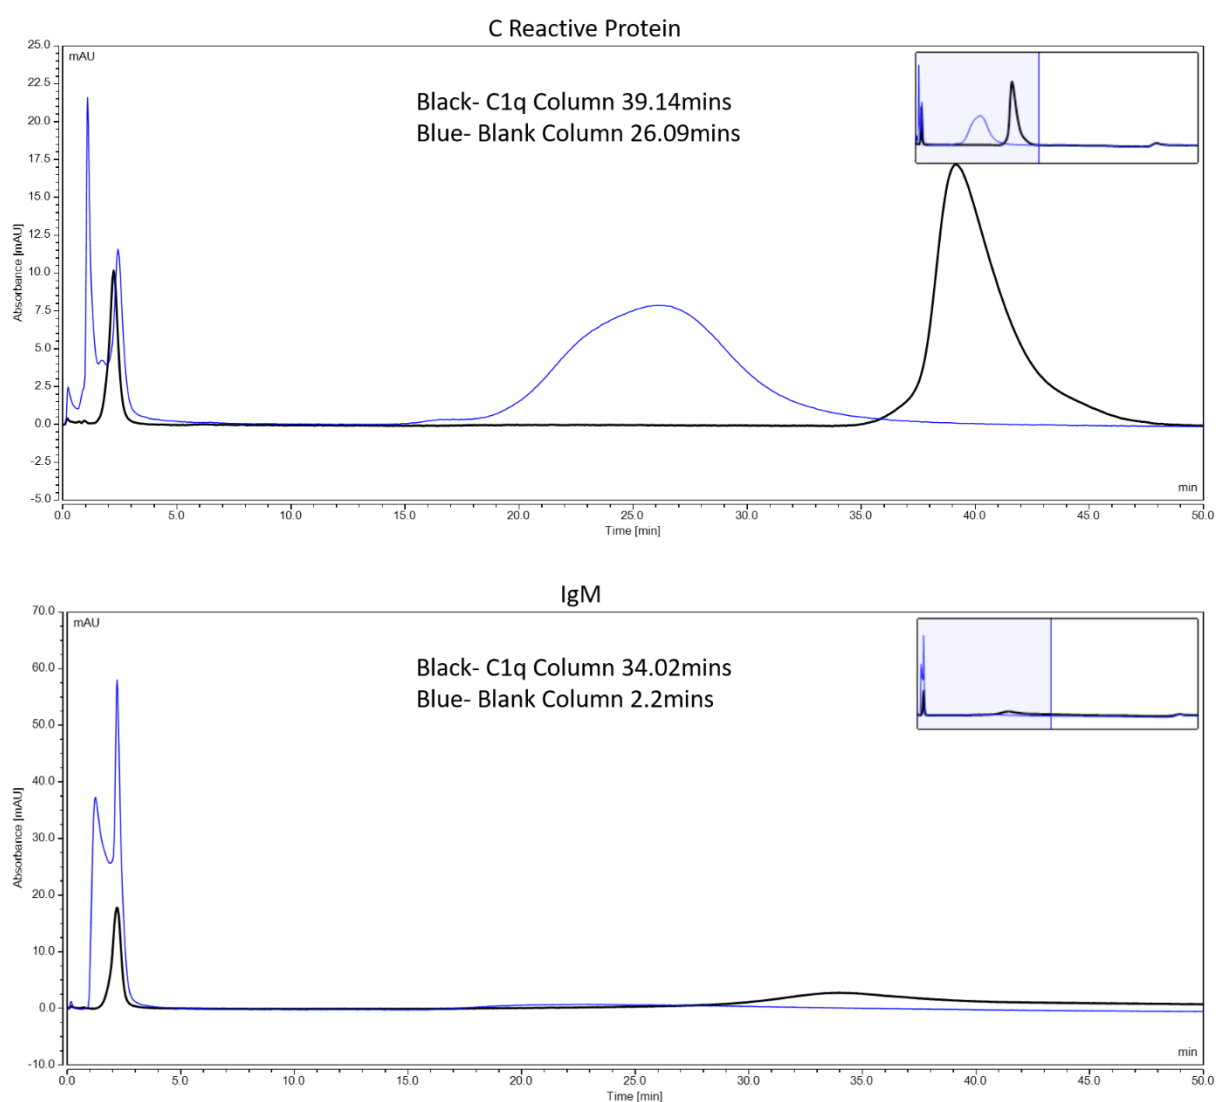 C Reactive Protein
25.0
mAU
22.5
20.0
17.5
15.0
12.5
10.0
7.5
5.0
2.5
0.0
-2.5
-5.0
Absorbance [mAU]
Black- C1q Column 39.14mins
Blue- Blank Column 26.09mins
min
0.0 5.0 10.0 15.0 20.0 25.0 30.0 35.0 40.0 45.0 50.0
Time [min]
IgM
70.0
mAU
60.0
50.0
40.0
30.0
20.0
10.0
0.0
-10.0
Absorbance [mAU]
Black- C1q Column 34.02mins
Blue- Blank Column 2.2mins
min
0.0 5.0 10.0 15.0 20.0 25.0 30.0 35.0 40.0 45.0 50.0
Time [min]